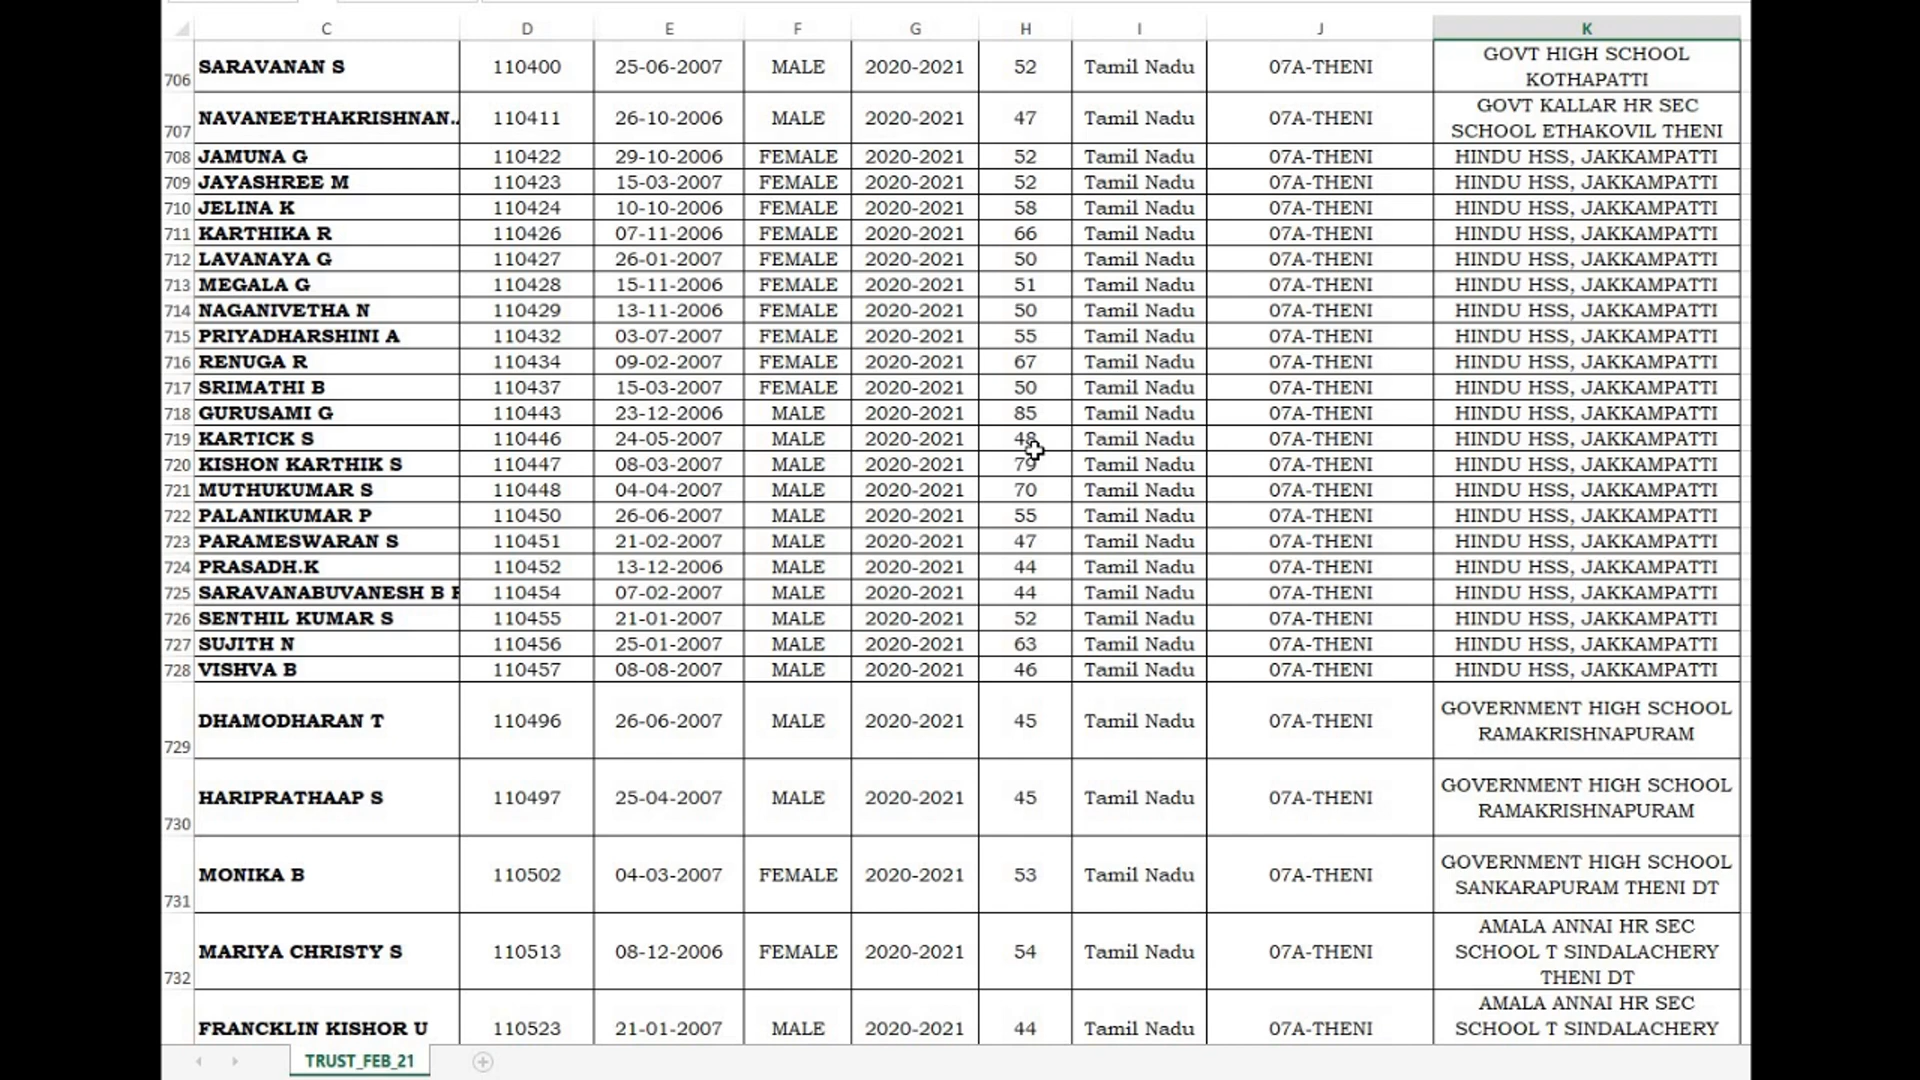 C D E F G H I J K
706 SARAVANAN S 110400 25-06-2007 MALE 2020-2021 52 Tamil Nadu 07A-THENI GOVT HIGH SCHOOL
KOTHAPATTI
707 NAVANEETHAKRISHNAN. 110411 26-10-2006 MALE 2020-2021 47 Tamil Nadu 07A-THENI GOVT KALLAR HR SEC
SCHOOL ETHAKOVIL THENI
708 JAMUNA G 110422 29-10-2006 FEMALE 2020-2021 52 Tamil Nadu 07A-THENI HINDU HSS, JAKKAMPATTI
709 JAYASHREE M 110423 15-03-2007 FEMALE 2020-2021 52 Tamil Nadu 07A-THENI HINDU HSS, JAKKAMPATTI
710 JELINA K 110424 10-10-2006 FEMALE 2020-2021 58 Tamil Nadu 07A-THENI HINDU HSS, JAKKAMPATTI
711 KARTHIKA R 110426 07-11-2006 FEMALE 2020-2021 66 Tamil Nadu 07A-THENI HINDU HSS, JAKKAMPATTI
712 LAVANAYA G 110427 26-01-2007 FEMALE 2020-2021 50 Tamil Nadu 07A-THENI HINDU HSS, JAKKAMPATTI
713 MEGALA G 110428 15-11-2006 FEMALE 2020-2021 51 Tamil Nadu 07A-THENI HINDU HSS, JAKKAMPATTI
714 NAGANIVETHA N 110429 13-11-2006 FEMALE 2020-2021 50 Tamil Nadu 07A-THENI HINDU HSS, JAKKAMPATTI
715 PRIYADHARSHINI A 110432 03-07-2007 FEMALE 2020-2021 55 Tamil Nadu 07A-THENI HINDU HSS, JAKKAMPATTI
716 RENUGA R 110434 09-02-2007 FEMALE 2020-2021 67 Tamil Nadu 07A-THENI HINDU HSS, JAKKAMPATTI
717 SRIMATHI B 110437 15-03-2007 FEMALE 2020-2021 50 Tamil Nadu 07A-THENI HINDU HSS, JAKKAMPATTI
718 GURUSAMI G 110443 23-12-2006 MALE 2020-2021 85 Tamil Nadu 07A-THENI HINDU HSS, JAKKAMPATTI
719 KARTICK S 110446 24-05-2007 MALE 2020-2021 48 Tamil Nadu 07A-THENI HINDU HSS, JAKKAMPATTI
720 KISHON KARTHIK S 110447 08-03-2007 MALE 2020-2021 79 Tamil Nadu 07A-THENI HINDU HSS, JAKKAMPATTI
721 MUTHUKUMAR S 110448 04-04-2007 MALE 2020-2021 70 Tamil Nadu 07A-THENI HINDU HSS, JAKKAMPATTI
722 PALANIKUMAR P 110450 26-06-2007 MALE 2020-2021 55 Tamil Nadu 07A-THENI HINDU HSS, JAKKAMPATTI
723 PARAMESWARAN S 110451 21-02-2007 MALE 2020-2021 47 Tamil Nadu 07A-THENI HINDU HSS, JAKKAMPATTI
724 PRASADH.K 110452 13-12-2006 MALE 2020-2021 44 Tamil Nadu 07A-THENI HINDU HSS, JAKKAMPATTI
725 SARAVANABUVANESH B 110454 07-02-2007 MALE 2020-2021 44 Tamil Nadu 07A-THENI HINDU HSS, JAKKAMPATTI
726 SENTHIL KUMAR S 110455 21-01-2007 MALE 2020-2021 52 Tamil Nadu 07A-THENI HINDU HSS, JAKKAMPATTI
727 SUJITH N 110456 25-01-2007 MALE 2020-2021 63 Tamil Nadu 07A-THENI HINDU HSS, JAKKAMPATTI
728 VISHVA B 110457 08-08-2007 MALE 2020-2021 46 Tamil Nadu 07A-THENI HINDU HSS, JAKKAMPATTI
729 DHAMODHARAN T 110496 26-06-2007 MALE 2020-2021 45 Tamil Nadu 07A-THENI GOVERNMENT HIGH SCHOOL
RAMAKRISHNAPURAM
730 HARIPRATHAAP S 110497 25-04-2007 MALE 2020-2021 45 Tamil Nadu 07A-THENI GOVERNMENT HIGH SCHOOL
RAMAKRISHNAPURAM
731 MONIKA B 110502 04-03-2007 FEMALE 2020-2021 53 Tamil Nadu 07A-THENI GOVERNMENT HIGH SCHOOL
SANKARAPURAM THENI DT
732 MARIYA CHRISTY S 110513 08-12-2006 FEMALE 2020-2021 54 Tamil Nadu 07A-THENI AMALA ANNAI HR SEC
SCHOOL T SINDALACHERY
THENI DT
FRANCKLIN KISHOR U 110523 21-01-2007 MALE 2020-2021 44 Tamil Nadu 07A-THENI AMALA ANNAI HR SEC
SCHOOL T SINDALACHERY
TRUST_FEB_21